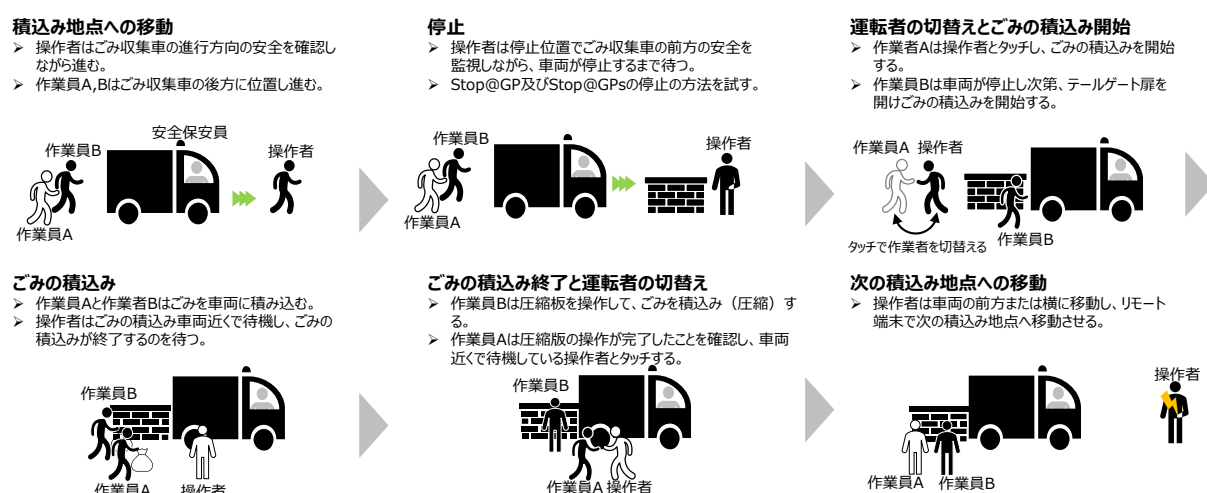 積込み地点への移動
➢ 操作者はごみ収集車の進行方向の安全を確認し
ながら進む。
➢ 作業員A,Bはごみ収集車の後方に位置し進む。
安全保安員
作業員B
操作者
作業員A
停止
➢ 操作者は停止位置でごみ収集車の前方の安全を
監視しながら、車両が停止するまで待つ。
➢ Stop@GP及びStop@GPsの停止の方法を試す。
作業員B
操作者
作業員A
運転者の切替えとごみの積込み開始
➢ 作業者Aは操作者とタッチし、ごみの積込みを開始
する。
➢ 作業員Bは車両が停止し次第、テールゲート扉を
開けごみの積込みを開始する。
作業員A 操作者
タッチで作業者を切替える
作業員B
ごみの積込み
➢ 作業員Aと作業者Bはごみを車両に積み込む。
➢ 操作者はごみの積込み車両近くで待機し、ごみの
積込みが終了するのを待つ。
作業員B
作業員A
操作者
ごみの積込み終了と運転者の切替え
➢ 作業員Bは圧縮板を操作して、ごみを積込み（圧縮）す
る。
➢ 作業員Aは圧縮版の操作が完了したことを確認し、車両
近くで待機している操作者とタッチする。
作業員B
作業員A 操作者
次の積込み地点への移動
➢ 操作者は車両の前方または横に移動し、リモート
端末で次の積込み地点へ移動させる。
操作者
作業員A 作業員B